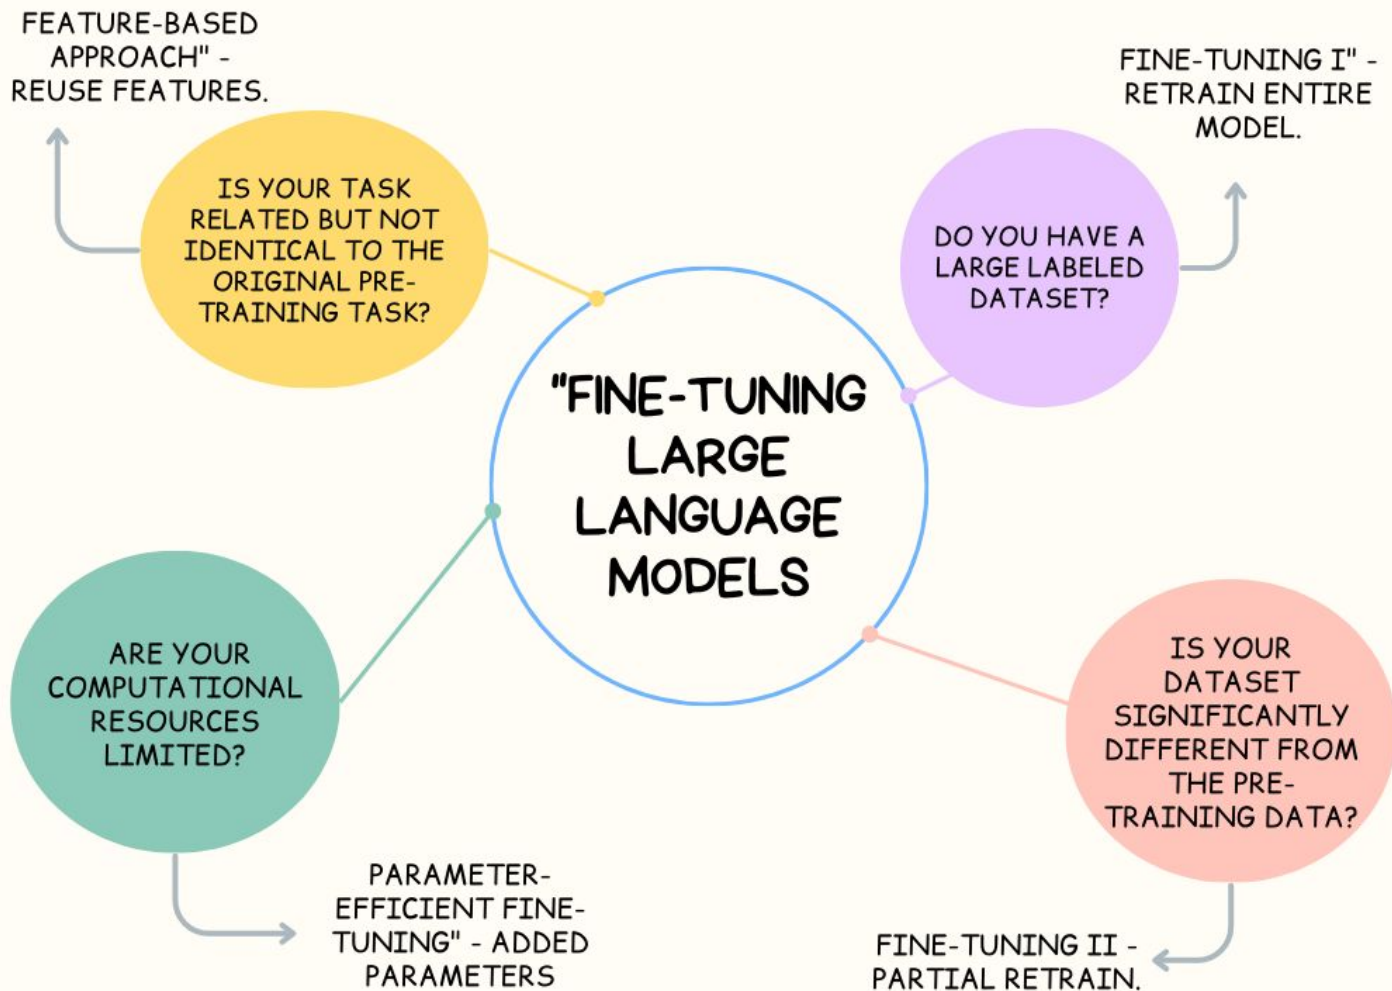 FEATURE-BASED
APPROACH" -
REUSE FEATURES.
IS YOUR TASK
RELATED BUT NOT
IDENTICAL TO THE
ORIGINAL PRE-
TRAINING TASK?
FINE-TUNING I" -
RETRAIN ENTIRE
MODEL.
DO YOU HAVE A
LARGE LABELED
DATASET?
"FINE-TUNING
LARGE
LANGUAGE
MODELS
ARE YOUR
COMPUTATIONAL
RESOURCES
LIMITED?
PARAMETER-
EFFICIENT FINE-
TUNING" - ADDED
PARAMETERS
IS YOUR
DATASET
SIGNIFICANTLY
DIFFERENT FROM
THE PRE-
TRAINING DATA?
FINE-TUNING II -
PARTIAL RETRAIN.